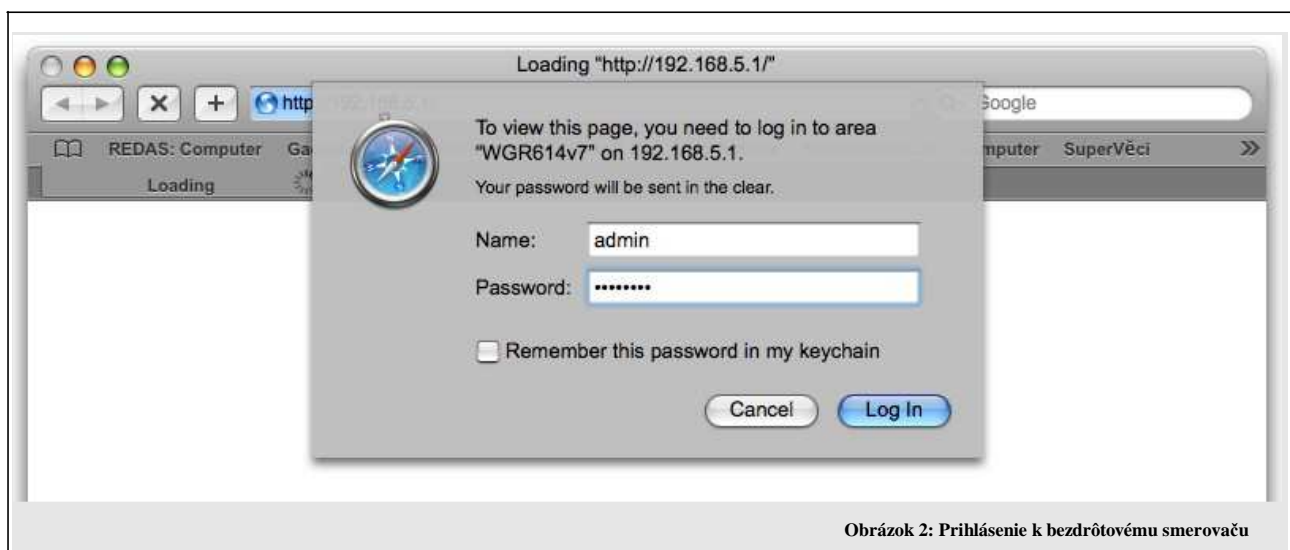 Loading "http://192.168.5.1/"
http
Google
REDAS: Computer
SuperVěci
Loading
To view this page, you need to log in to area
"WGR614v7" on 192.168.5.1.
Your password will be sent in the clear.
Name: admin
Password: ••••••••
Remember this password in my keychain
Cancel Log In
Obrázok 2: Prihlásenie k bezdrôtovému smerovaču